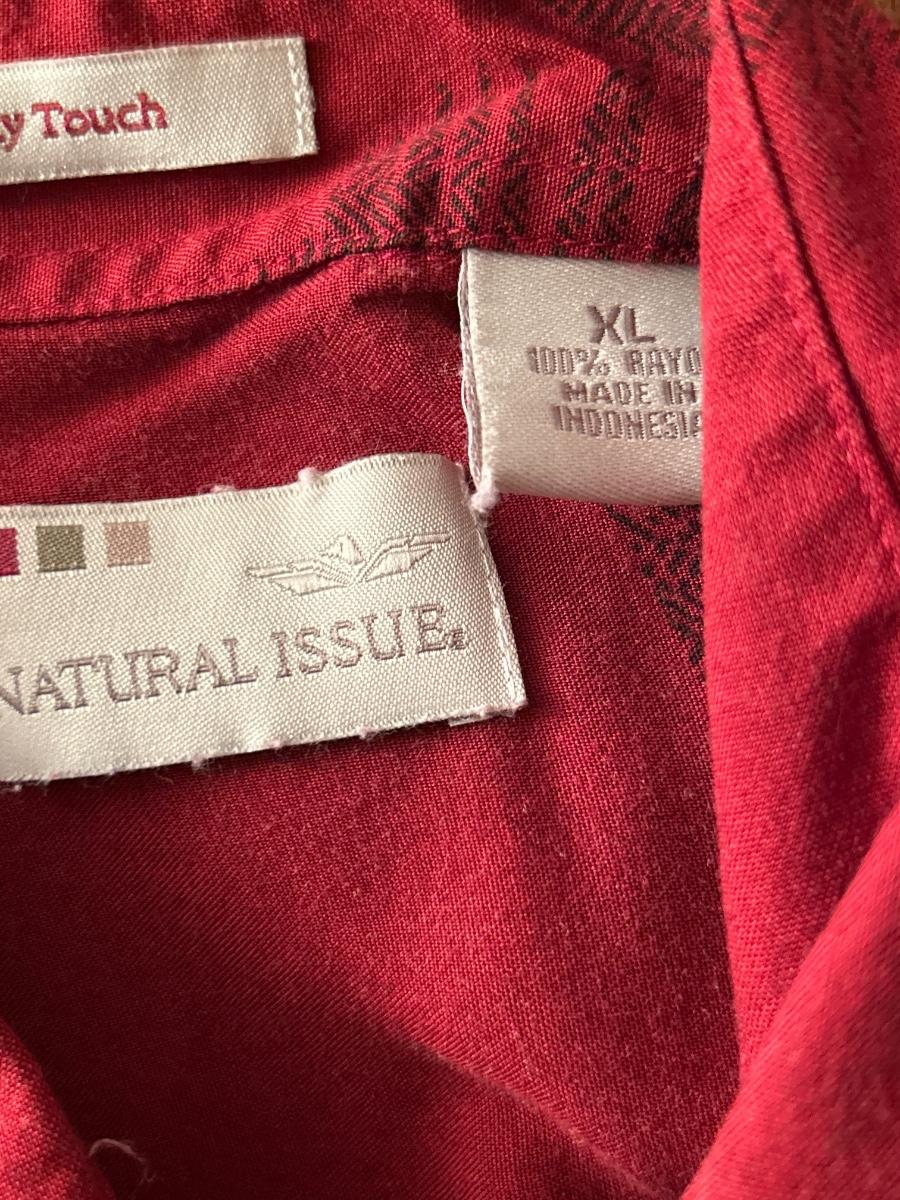 y Touch
XL
100% RAYO
MADE IN
INDONESIA
NATURAL ISSUE